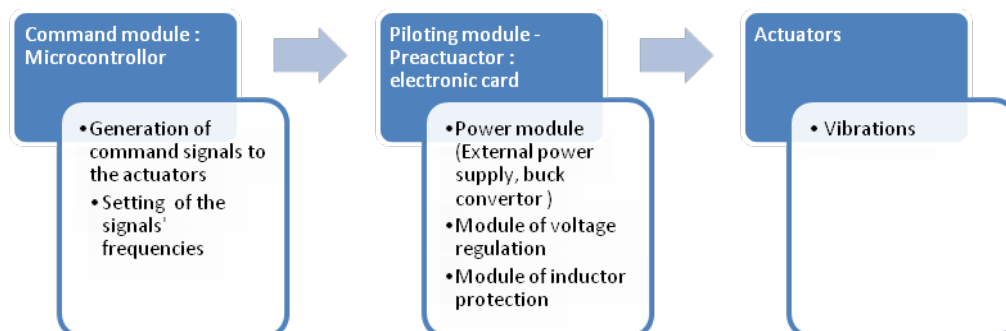 Command module :
Microcontrollor
•Generation of
command signals to
the actuators
•Setting of the
signals'
frequencies
Piloting module -
Preactuactor :
electronic card
•Power module
(External power
supply, buck
convertor )
•Module of voltage
regulation
•Module of inductor
protection
Actuators
• Vibrations